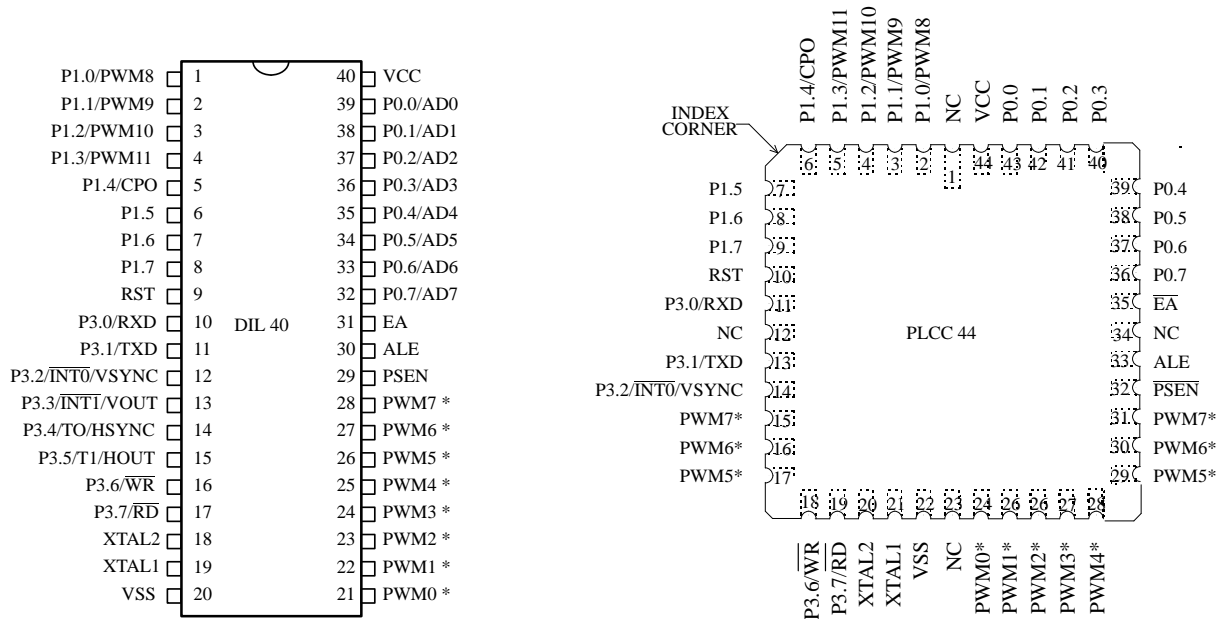 P1.0/PWM8 1 40 VCC
P1.1/PWM9 2 39 P0.0/AD0
P1.2/PWM10 3 38 P0.1/AD1
P1.3/PWM11 4 37 P0.2/AD2
P1.4/CPO 5 36 P0.3/AD3
P1.5 6 35 P0.4/AD4
P1.6 7 34 P0.5/AD5
P1.7 8 33 P0.6/AD6
RST 9 32 P0.7/AD7
P3.0/RXD 10 31 EA
DIL 40
P3.1/TXD 11 30 ALE
P3.2/INT0/VSYNC 12 29 PSEN
P3.3/INT1/VOUT 13 28 PWM7 *
P3.4/TO/HSYNC 14 27 PWM6 *
P3.5/T1/HOUT 15 26 PWM5 *
P3.6/WR 16 25 PWM4 *
P3.7/RD 17 24 PWM3 *
XTAL2 18 23 PWM2 *
XTAL1 19 22 PWM1 *
VSS 20 21 PWM0 *
INDEX
CORNER
P1.4/CPO
P1.3/PWM11
P1.2/PWM10
P1.1/PWM9
P1.0/PWM8
NC
VCC
P0.0
P0.1
P0.2
P0.3
6 5 4 3 2 1 44 43 42 41 40
P1.5 7 39 P0.4
P1.6 8 38 P0.5
P1.7 9 37 P0.6
RST 10 36 P0.7
P3.0/RXD 11 35 EA
NC 12 34 NC
PLCC 44
P3.1/TXD 13 33 ALE
P3.2/INT0/VSYNC 14 32 PSEN
PWM7* 15 31 PWM7*
PWM6* 16 30 PWM6*
PWM5* 17 29 PWM5*
18 19 20 21 22 23 24 26 26 27 28
P3.6/WR
P3.7/RD
XTAL2
XTAL1
VSS
NC
PWM0*
PWM1*
PWM2*
PWM3*
PWM4*